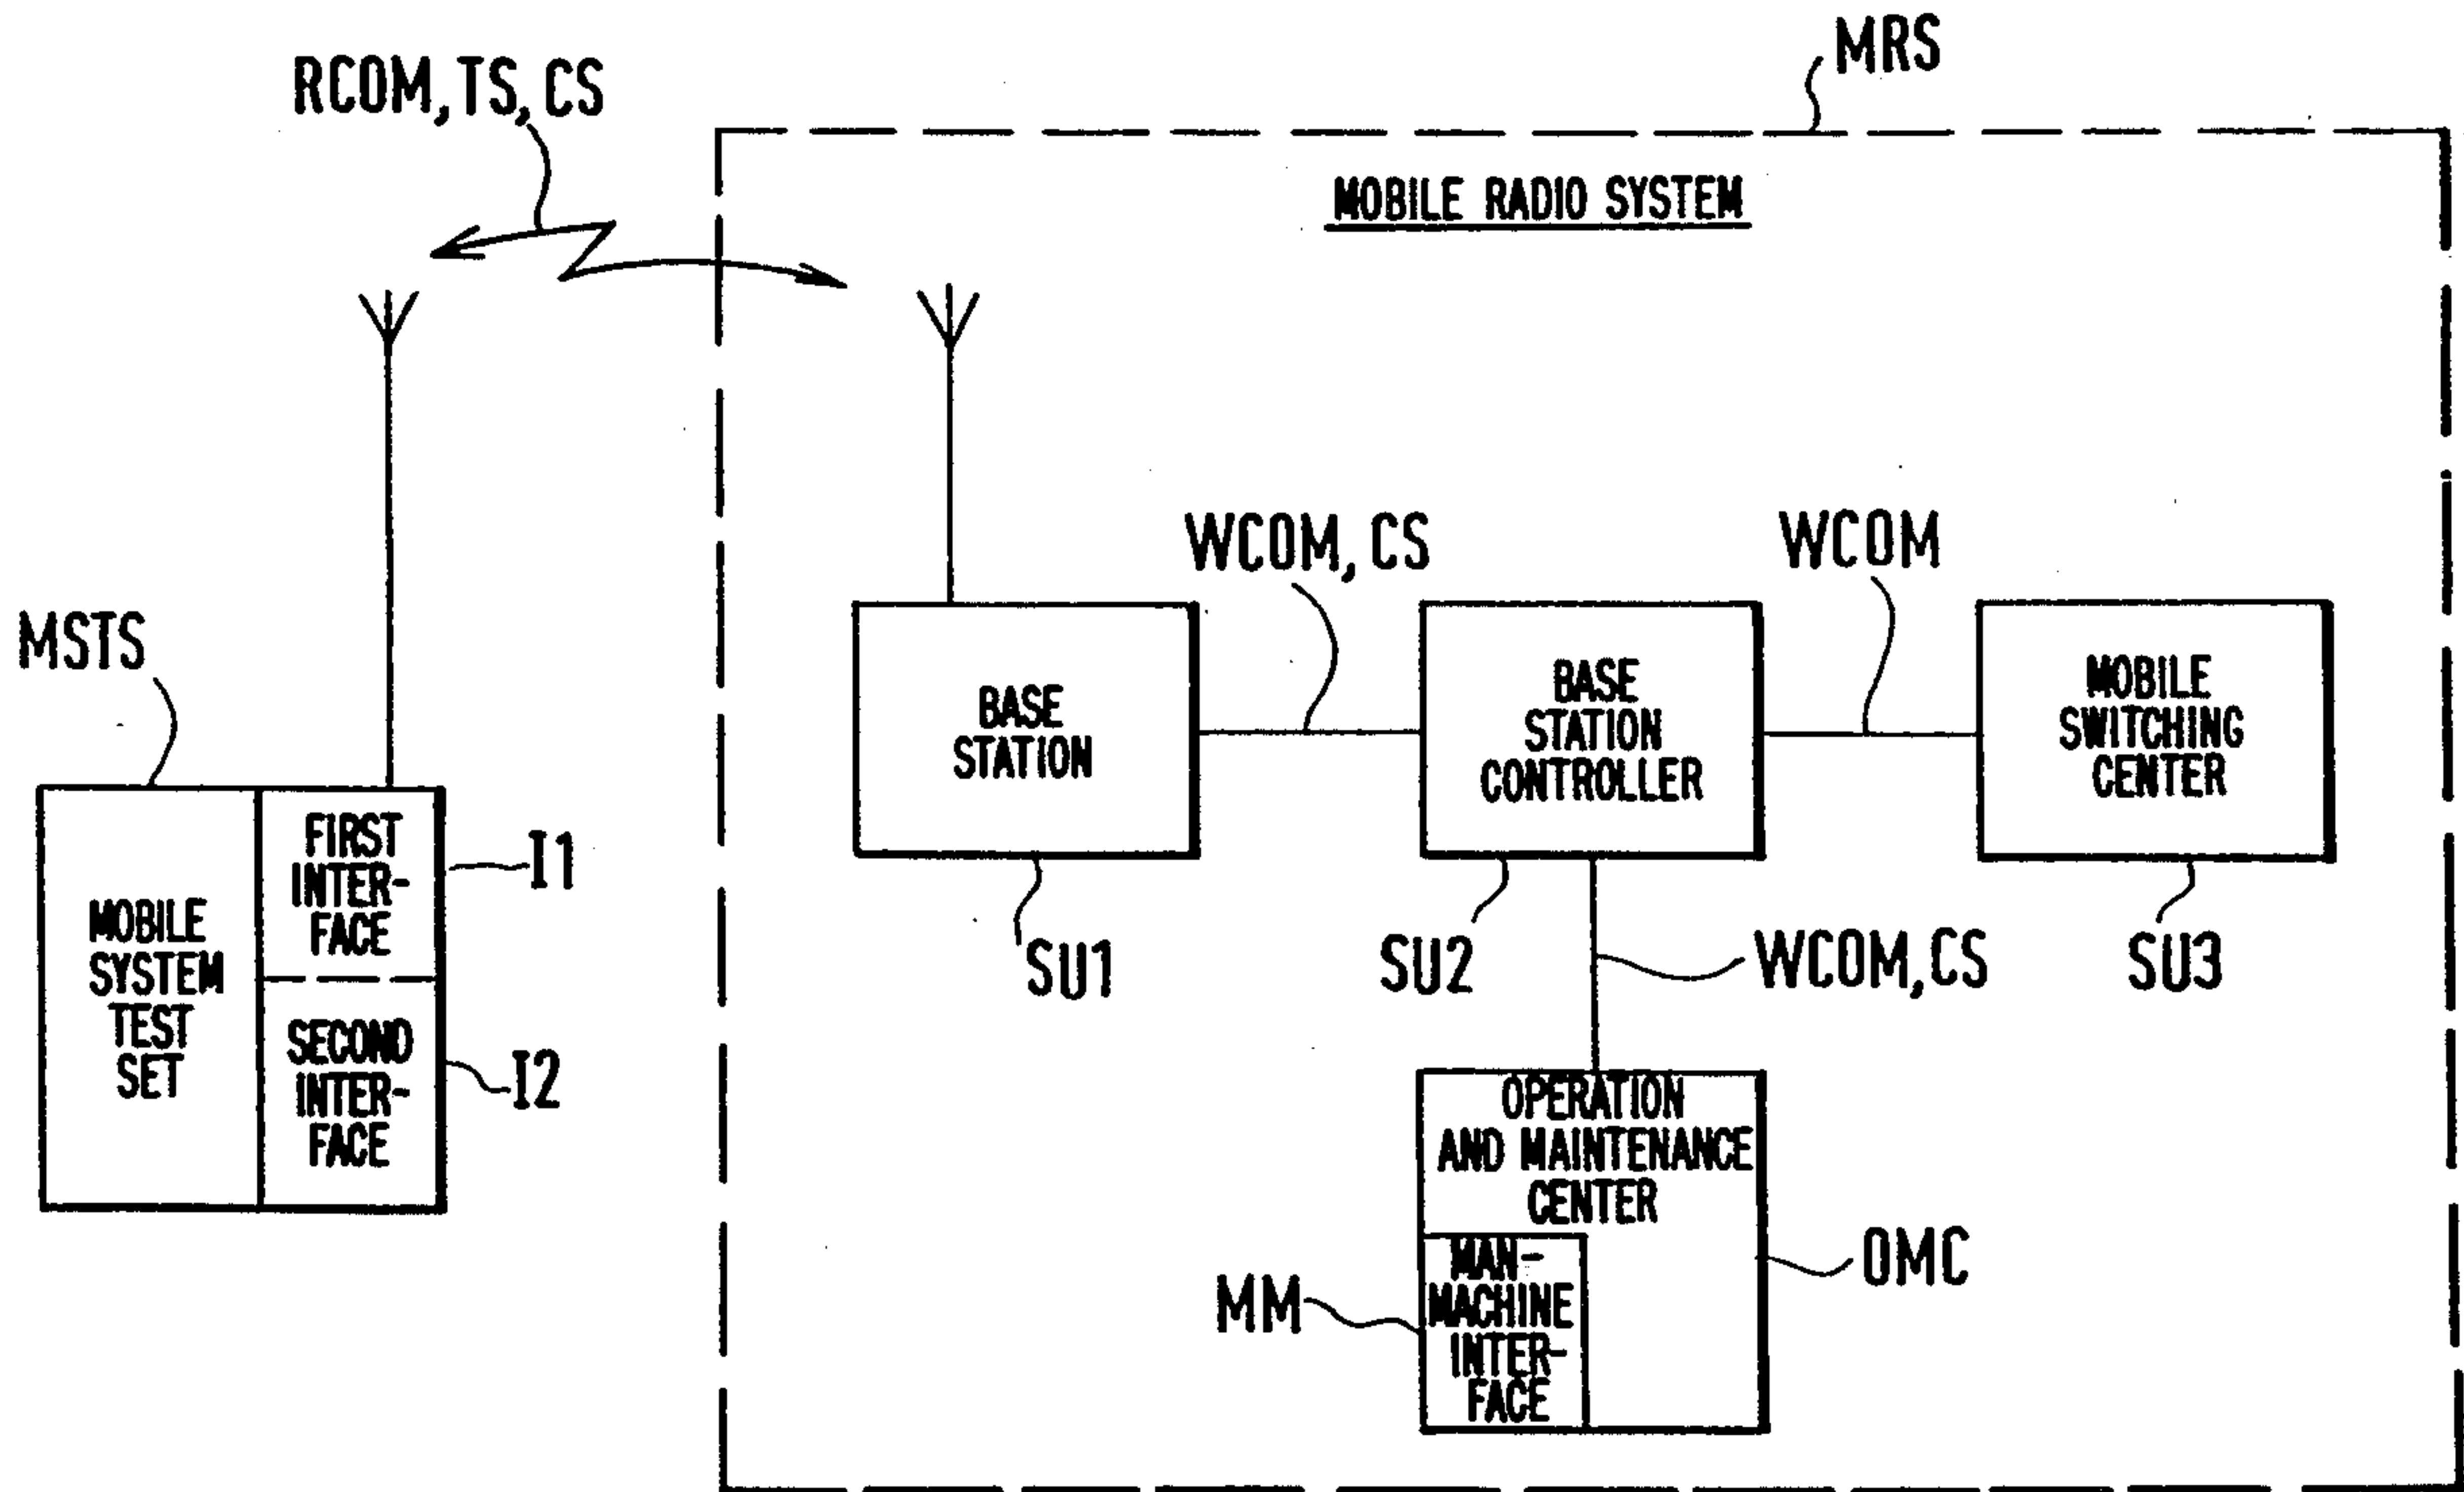 MRS
RCOM,TS,CS
MOBILE RADIO SYSTEM
WCOM,CS
WCOM
MSTS
BASE
STATION
BASE
STATION
CONTROLLER
MOBILE
SWITCHING
CENTER
FIRST
INTER-
FACE
I1
MOBILE
SYSTEM
TEST
SET
SECOND
INTER-
FACE
I2
SU1
SU2
WCOM,CS
SU3
OPERATION
AND MAINTENANCE
CENTER
OMC
MAN-
MACHINE
INTER-
FACE
MM